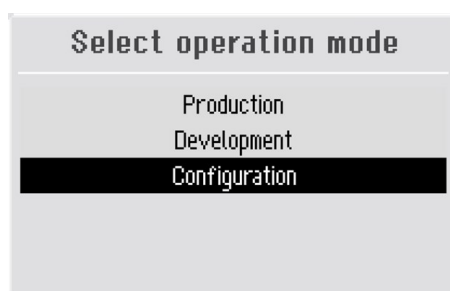 Select operation mode
Production
Development
Configuration